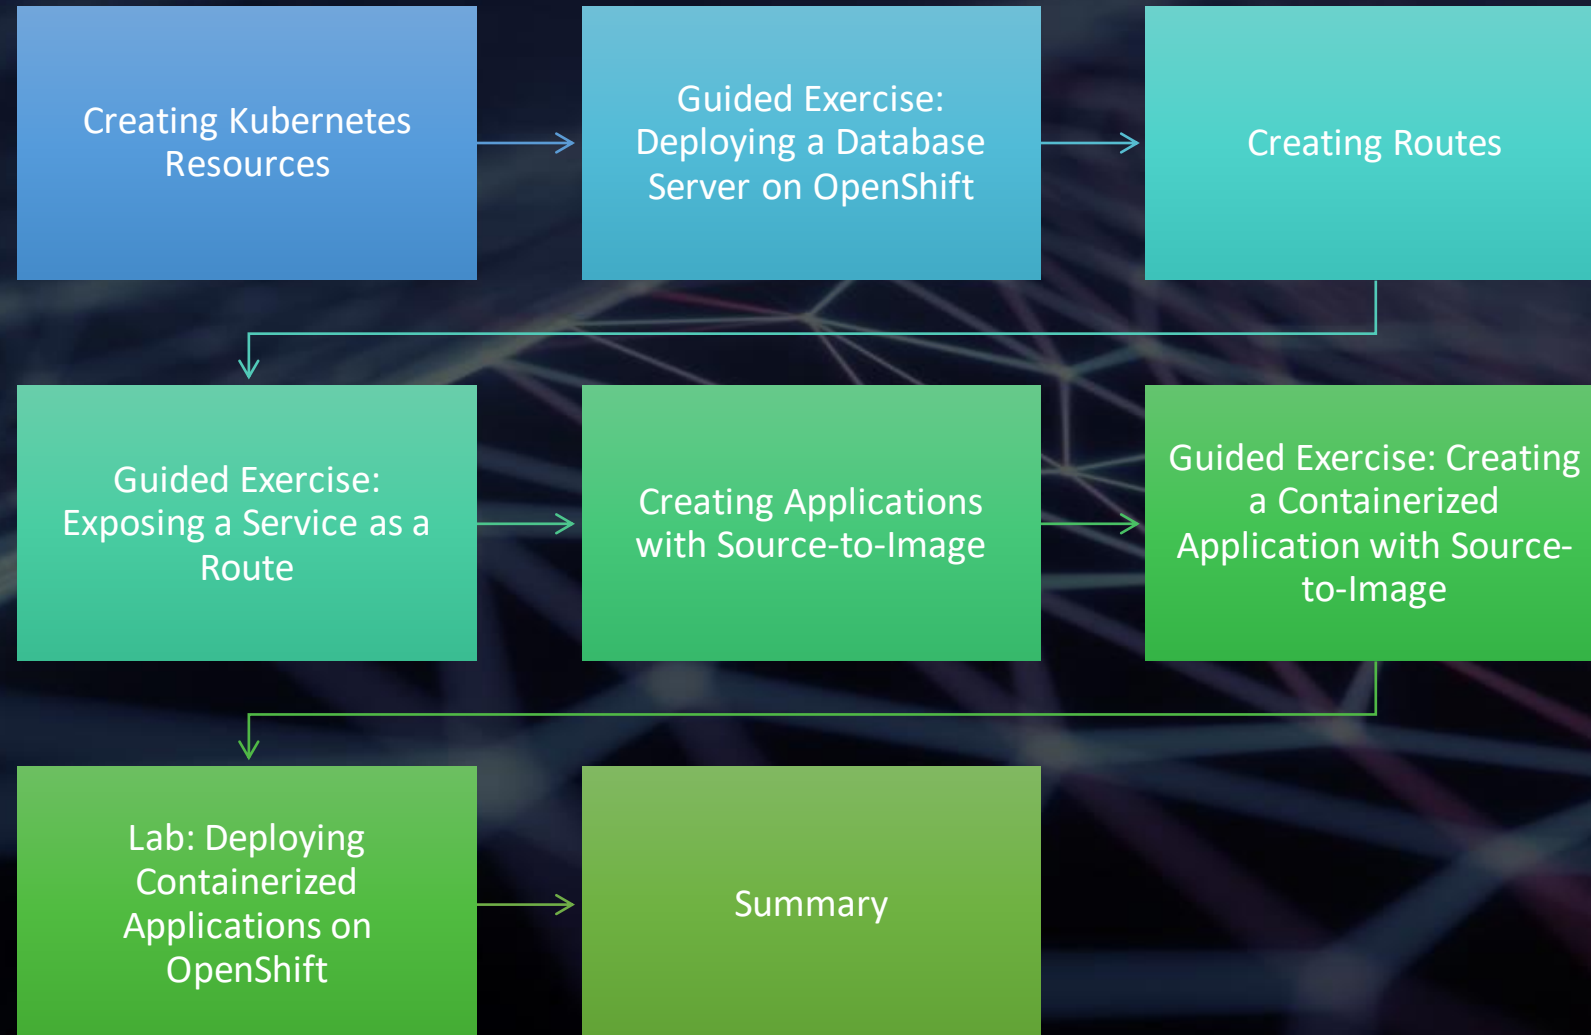 Creating Kubernetes
Resources
Guided Exercise:
Deploying a Database
Server on OpenShift
Creating Routes
Guided Exercise:
Exposing a Service as a
Route
Creating Applications
with Source-to-Image
Guided Exercise: Creating
a Containerized
Application with Source-
to-Image
Lab: Deploying
Containerized
Applications on
OpenShift
Summary